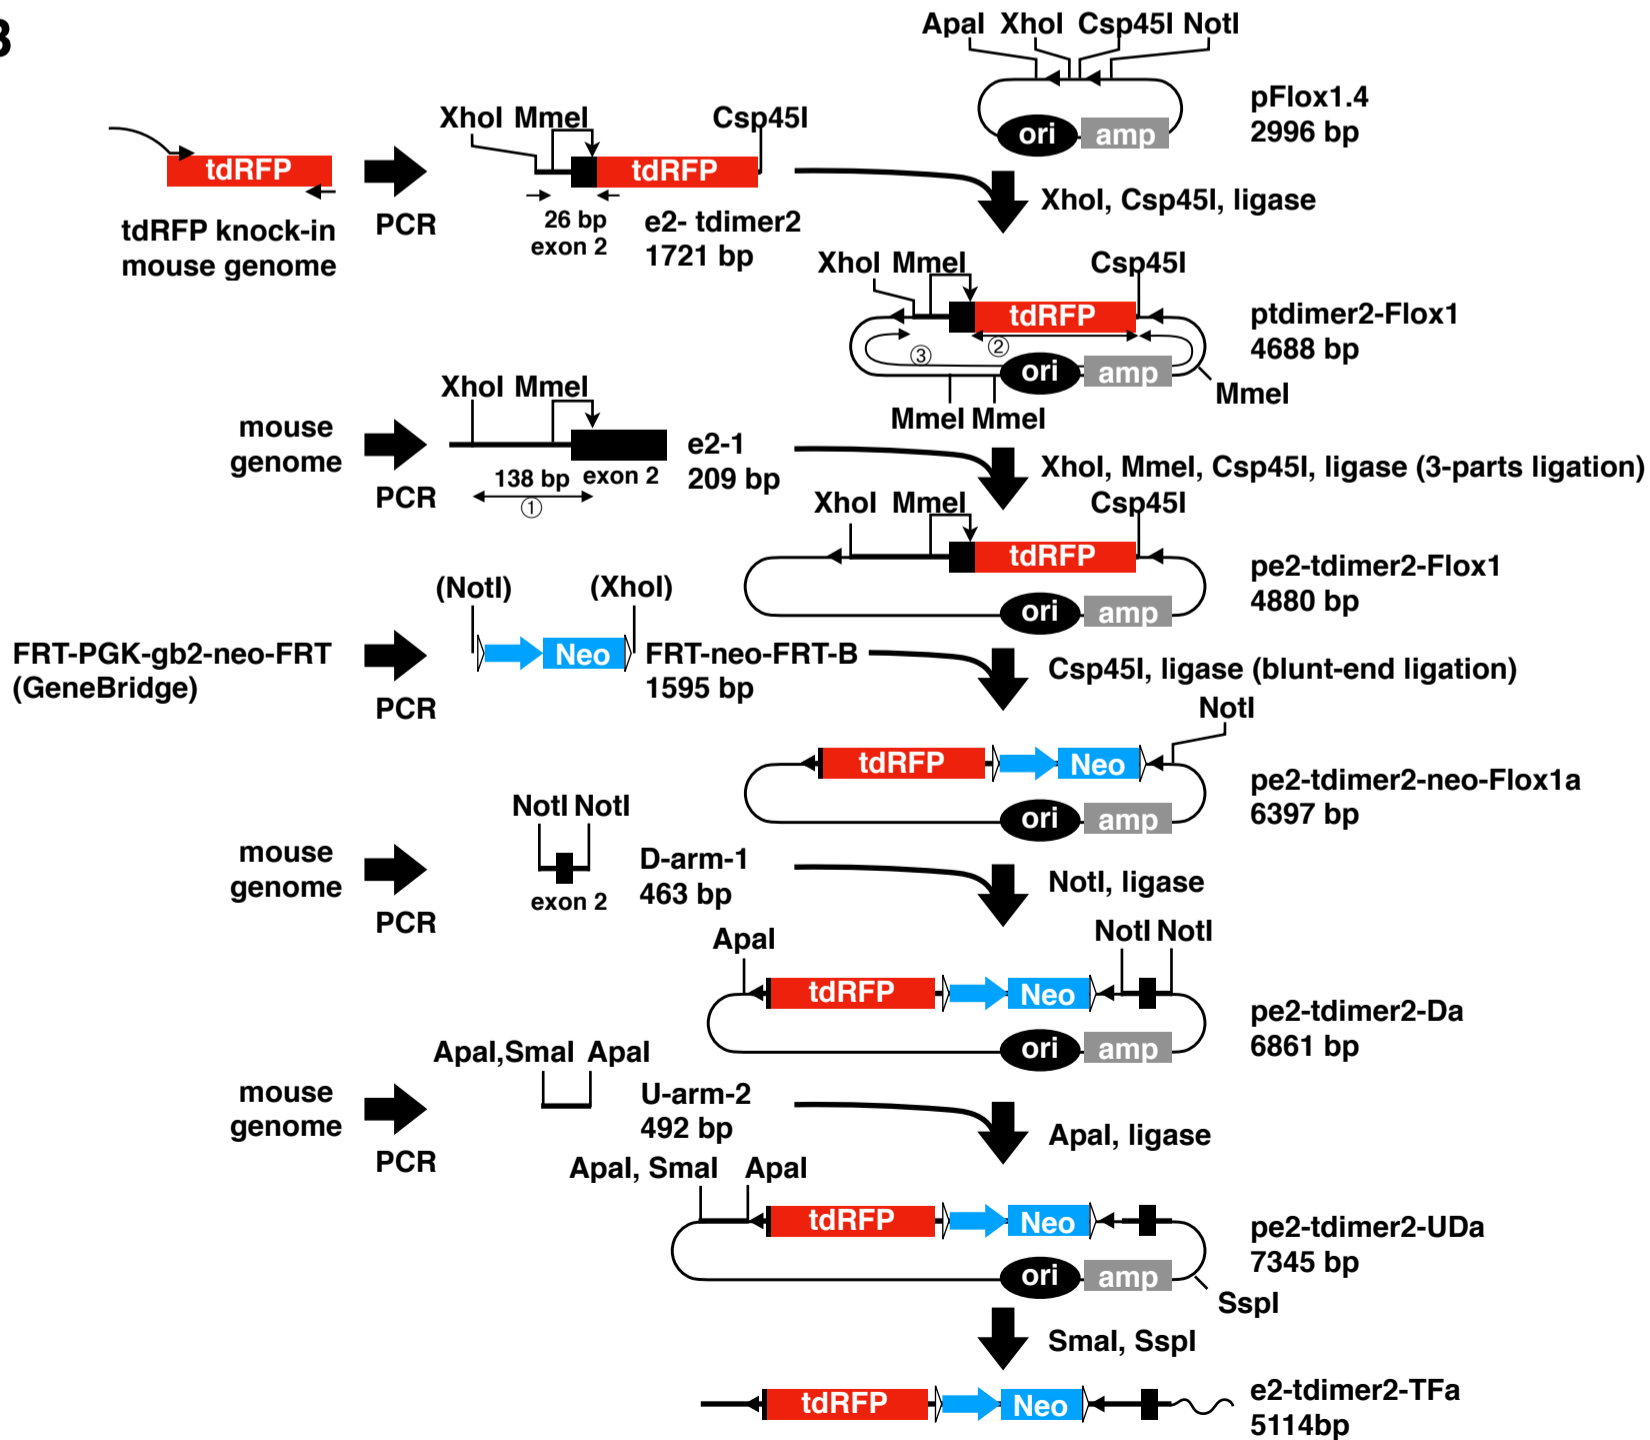 B
ApaI XhoI Csp45I NotI
ori amp
pFlox1.4
2996 bp
XhoI MmeI Csp45I
tdRFP
tdRFP
tdRFP knock-in
mouse genome
PCR
26 bp
exon 2
e2- tdimer2
1721 bp
XhoI, Csp45I, ligase
XhoI MmeI Csp45I
tdRFP
③ ②
ori amp
MmeI MmeI
MmeI
ptdimer2-Flox1
4688 bp
mouse
genome
PCR
XhoI MmeI
138 bp exon 2
①
e2-1
209 bp
XhoI, MmeI, Csp45I, ligase (3-parts ligation)
XhoI MmeI Csp45I
tdRFP
ori amp
pe2-tdimer2-Flox1
4880 bp
FRT-PGK-gb2-neo-FRT
(GeneBridge)
PCR
(NotI) (XhoI)
Neo
FRT-neo-FRT-B
1595 bp
Csp45I, ligase (blunt-end ligation)
NotI
tdRFP Neo
ori amp
pe2-tdimer2-neo-Flox1a
6397 bp
mouse
genome
PCR
NotI NotI
exon 2
D-arm-1
463 bp
NotI, ligase
ApaI
NotI NotI
tdRFP Neo
ori amp
pe2-tdimer2-Da
6861 bp
mouse
genome
PCR
ApaI,SmaI ApaI
U-arm-2
492 bp
ApaI, ligase
ApaI, SmaI ApaI
tdRFP Neo
ori amp
SspI
pe2-tdimer2-UDa
7345 bp
SmaI, SspI
tdRFP Neo
e2-tdimer2-TFa
5114bp